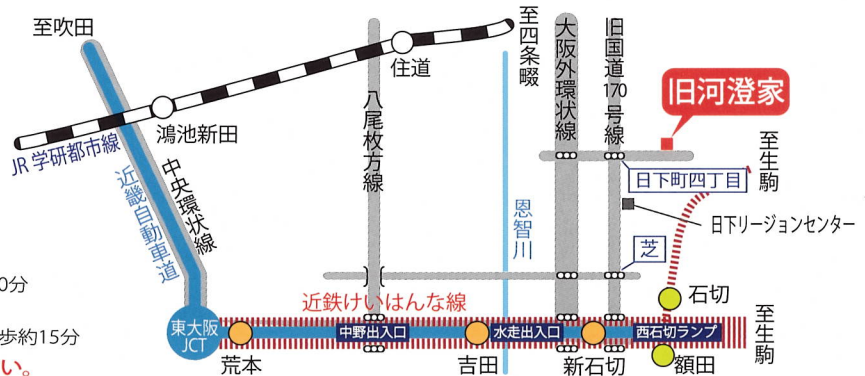 至吹田
住道
至四条畷
大阪外環状線
旧国道170号線
旧河澄家
鴻池新田
JR学研都市線
近畿自動車道
中央環状線
八尾枚方線
恩智川
至生駒
日下町四丁目
日下リージョンセンター
芝
0分
歩約15分
い。
近鉄けいはんな線
石切
至生駒
東大阪
JCT
荒本
中野出入口
吉田
水走出入口
新石切
西石切ランプ
額田